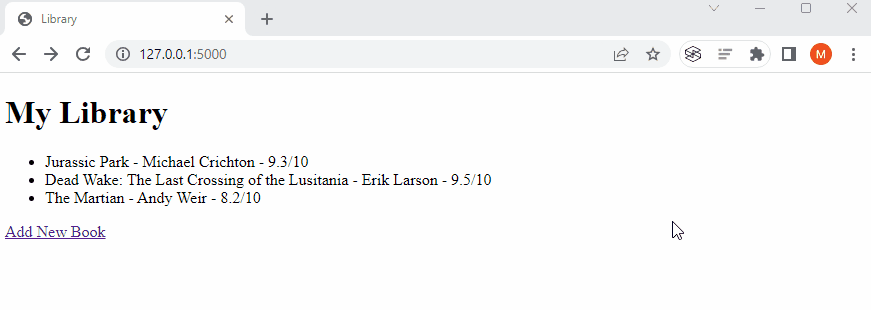 Library
127.0.0.1:5000
M
My Library
Jurassic Park - Michael Crichton - 9.3/10
Dead Wake: The Last Crossing of the Lusitania - Erik Larson - 9.5/10
The Martian - Andy Weir - 8.2/10
Add New Book